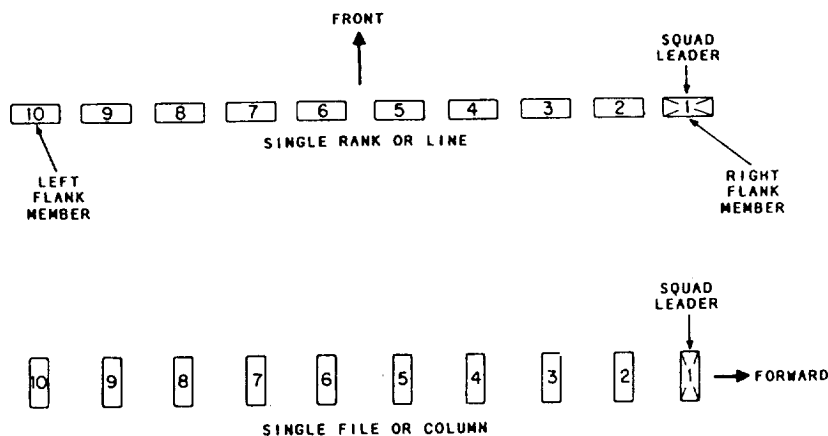 FRONT
SQUAD
LEADER
10 9 8 7 6 5 4 3 2 1
SINGLE RANK OR LINE
LEFT
FLANK
MEMBER
RIGHT
FLANK
MEMBER
SQUAD
LEADER
10 9 8 7 6 5 4 3 2 1
FORWARD
SINGLE FILE OR COLUMN